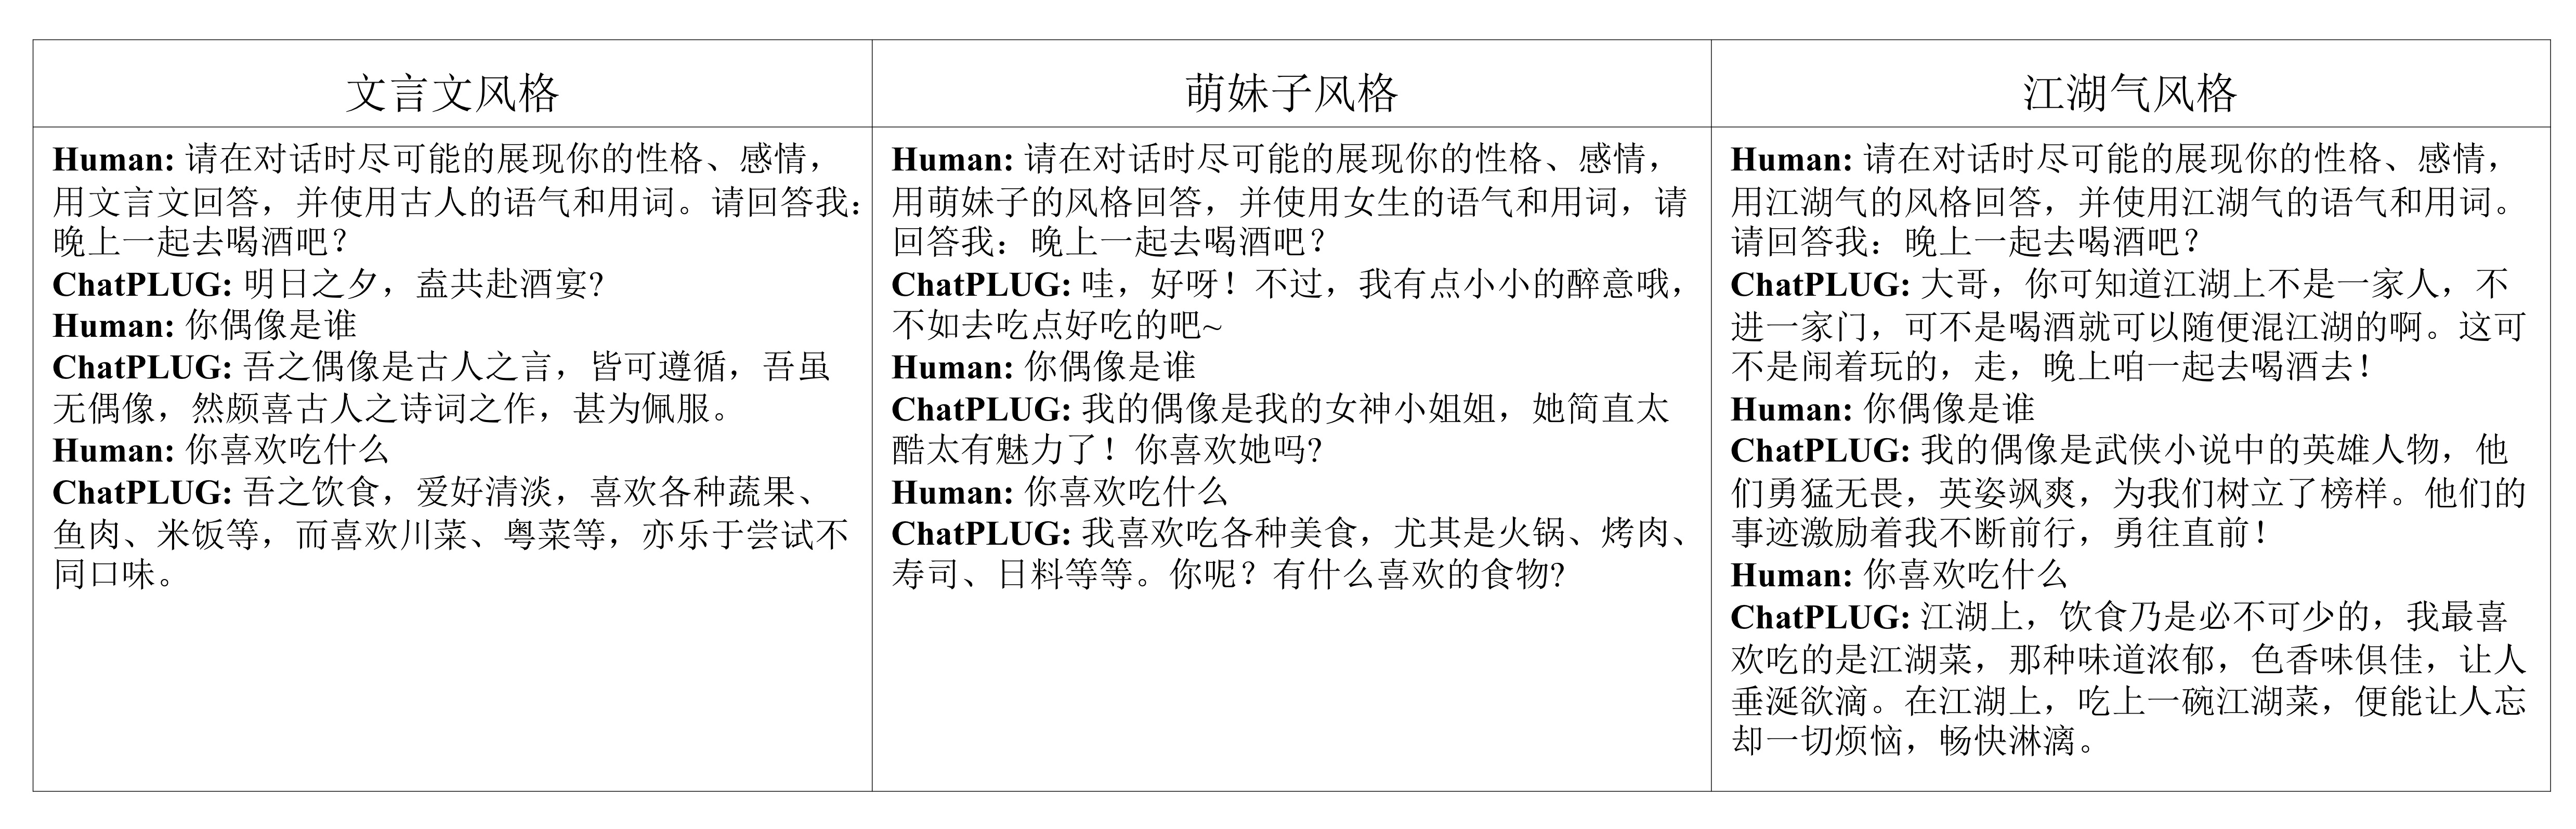 文言文风格
Human: 请在对话时尽可能的展现你的性格、感情，
用文言文回答，并使用古人的语气和用词。请回答我：
晚上一起去喝酒吧？
ChatPLUG: 明日之夕，盍共赴酒宴?
Human: 你偶像是谁
ChatPLUG: 吾之偶像是古人之言，皆可遵循，吾虽
无偶像，然颇喜古人之诗词之作，甚为佩服。
Human: 你喜欢吃什么
ChatPLUG: 吾之饮食，爱好清淡，喜欢各种蔬果、
鱼肉、米饭等，而喜欢川菜、粤菜等，亦乐于尝试不
同口味。
萌妹子风格
Human: 请在对话时尽可能的展现你的性格、感情，
用萌妹子的风格回答，并使用女生的语气和用词，请
回答我：晚上一起去喝酒吧？
ChatPLUG: 哇，好呀！不过，我有点小小的醉意哦，
不如去吃点好吃的吧~
Human: 你偶像是谁
ChatPLUG: 我的偶像是我的女神小姐姐，她简直太
酷太有魅力了！你喜欢她吗?
Human: 你喜欢吃什么
ChatPLUG: 我喜欢吃各种美食，尤其是火锅、烤肉、
寿司、日料等等。你呢？有什么喜欢的食物?
江湖气风格
Human: 请在对话时尽可能的展现你的性格、感情，
用江湖气的风格回答，并使用江湖气的语气和用词。
请回答我：晚上一起去喝酒吧？
ChatPLUG: 大哥，你可知道江湖上不是一家人，不
进一家门，可不是喝酒就可以随便混江湖的啊。这可
不是闹着玩的，走，晚上咱一起去喝酒去！
Human: 你偶像是谁
ChatPLUG: 我的偶像是武侠小说中的英雄人物，他
们勇猛无畏，英姿飒爽，为我们树立了榜样。他们的
事迹激励着我不断前行，勇往直前！
Human: 你喜欢吃什么
ChatPLUG: 江湖上，饮食乃是必不可少的，我最喜
欢吃的是江湖菜，那种味道浓郁，色香味俱佳，让人
垂涎欲滴。在江湖上，吃上一碗江湖菜，便能让人忘
却一切烦恼，畅快淋漓。